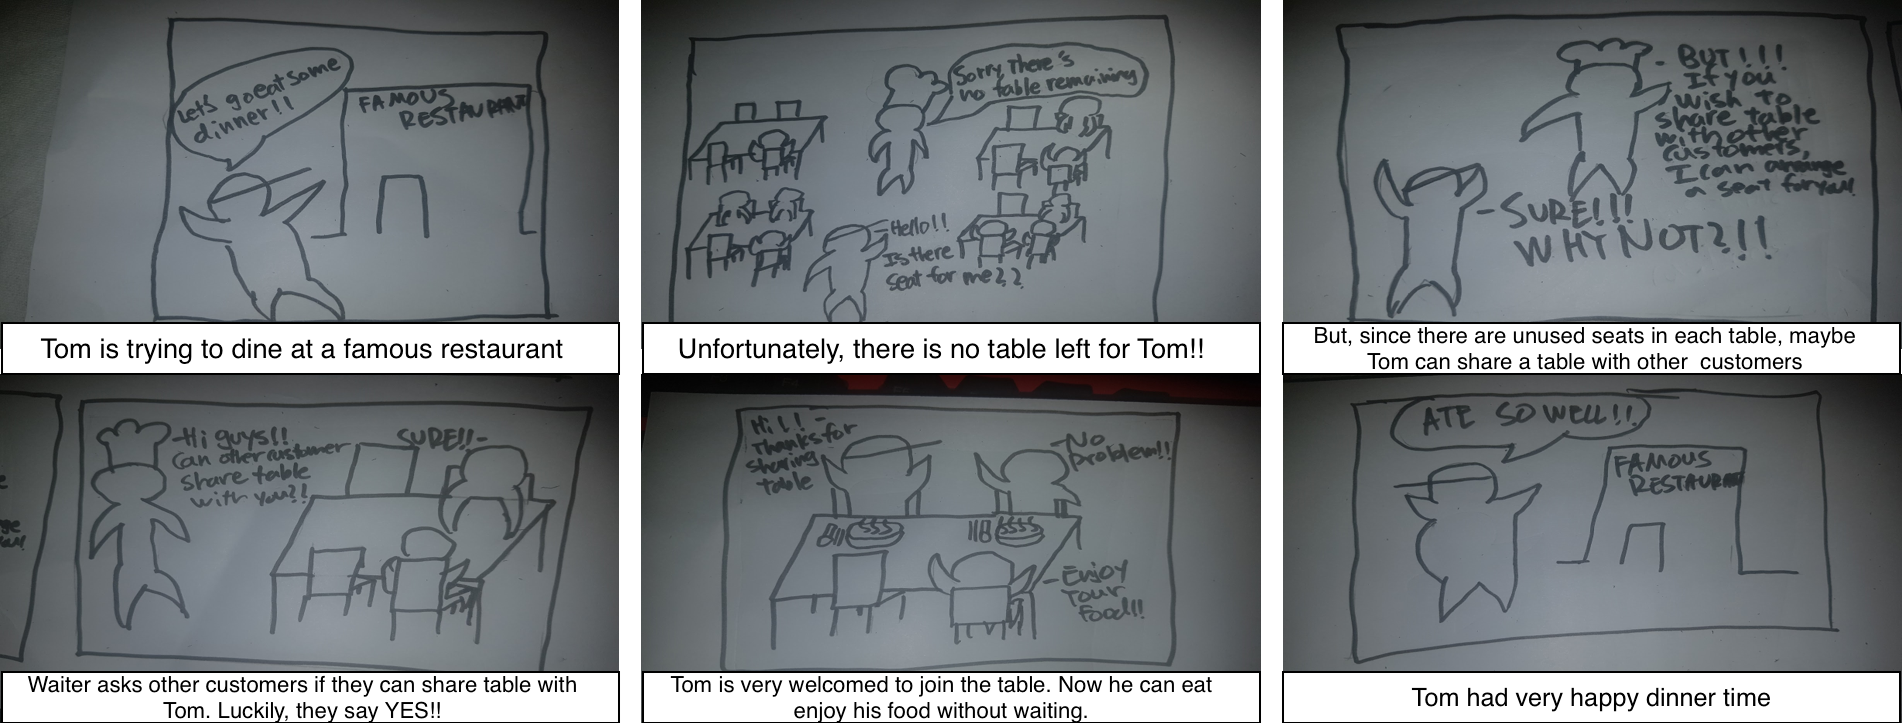 Let's go eat some
dinner!!
FAMOUS
RESTAURANT
Tom is trying to dine at a famous restaurant
Sorry, There's
no table remaining
Hello!!
Is there
seat for me??
Unfortunately, there is no table left for Tom!!
- BUT!!!
If you
wish to
share table
with other
customers,
I can arrange
a seat for you!!
- SURE!!!
WHY NOT?!!
But, since there are unused seats in each table, maybe
Tom can share a table with other customers
- Hi guys!!
Can other customer
share table
with you??
SURE!! -
Waiter asks other customers if they can share table with
Tom. Luckily, they say YES!!
Hi!! -
Thanks for
sharing
table
- No
problem!!
- Enjoy
Your
food!!
Tom is very welcomed to join the table. Now he can eat
enjoy his food without waiting.
ATE SO WELL!!
FAMOUS
RESTAURANT
Tom had very happy dinner time